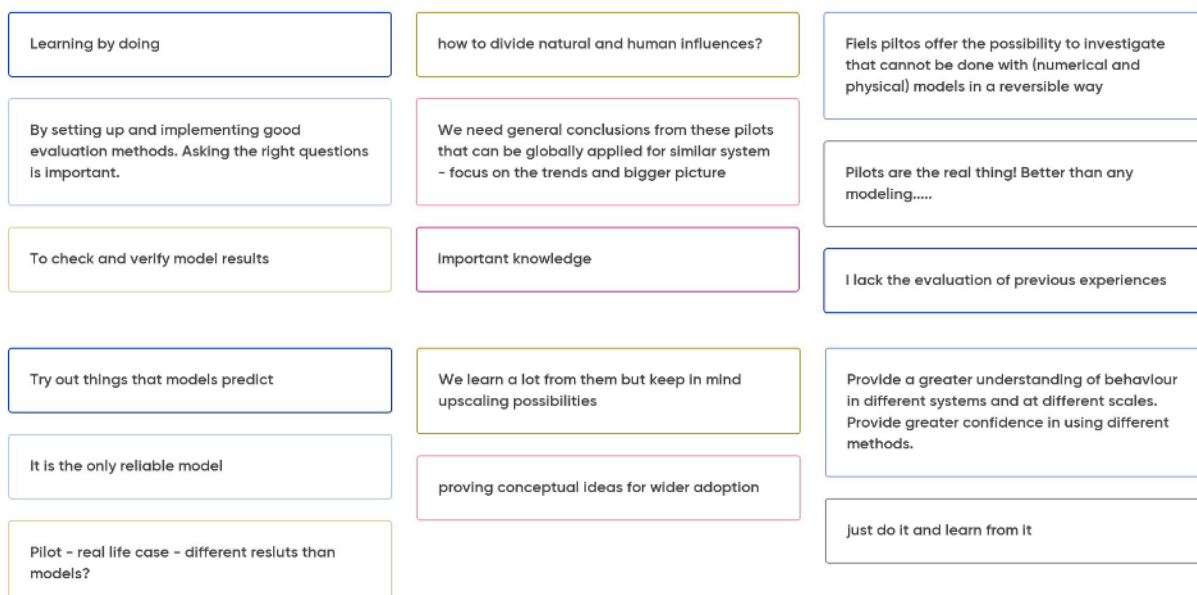 Learning by doing
By setting up and implementing good
evaluation methods. Asking the right questions
is important.
To check and verify model results
how to divide natural and human influences?
We need general conclusions from these pilots
that can be globally applied for similar system
- focus on the trends and bigger picture
Important knowledge
Fiels piltos offer the possibility to investigate
that cannot be done with (numerical and
physical) models in a reversible way
Pilots are the real thing! Better than any
modeling.....
I lack the evaluation of previous experiences
Try out things that models predict
It is the only reliable model
Pilot - real life case - different resluts than
models?
We learn a lot from them but keep in mind
upscaling possibilities
proving conceptual ideas for wider adoption
Provide a greater understanding of behaviour
in different systems and at different scales.
Provide greater confidence in using different
methods.
just do it and learn from it